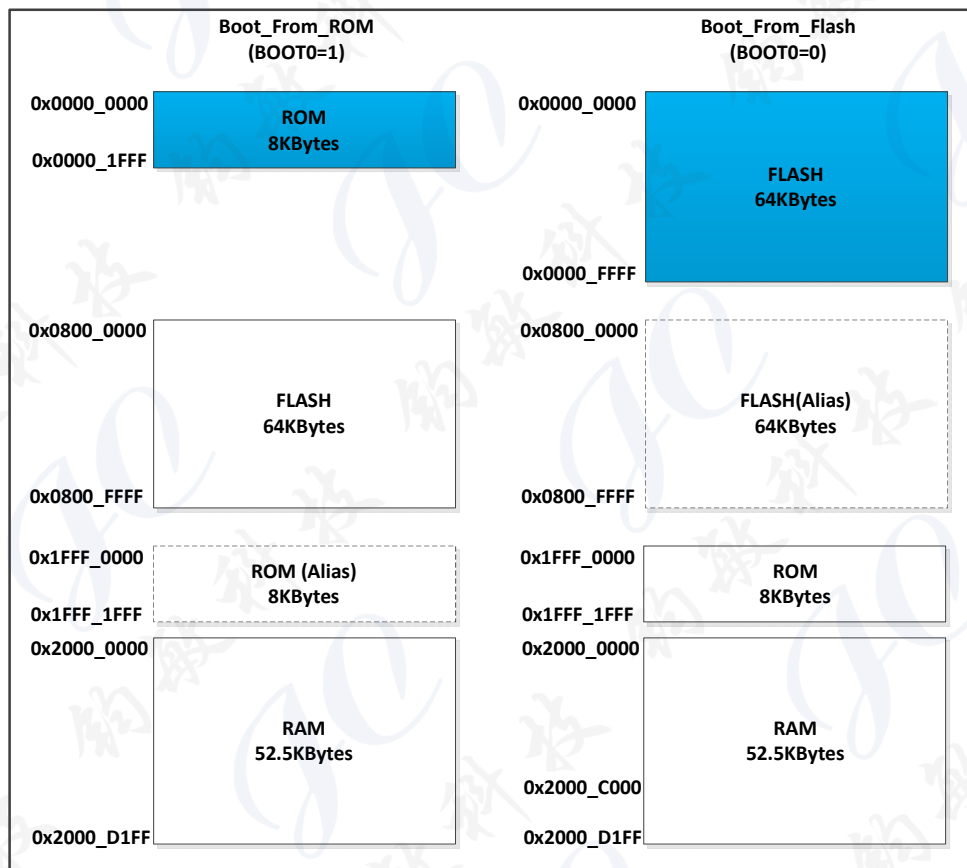 Boot_From_ROM
(BOOT0=1)
0x0000_0000
ROM
8KBytes
0x0000_1FFF
0x0800_0000
FLASH
64KBytes
0x0800_FFFF
0x1FFF_0000
ROM (Alias)
8KBytes
0x1FFF_1FFF
0x2000_0000
RAM
52.5KBytes
0x2000_D1FF
Boot_From_Flash
(BOOT0=0)
0x0000_0000
FLASH
64KBytes
0x0000_FFFF
0x0800_0000
FLASH(Alias)
64KBytes
0x0800_FFFF
0x1FFF_0000
ROM
8KBytes
0x1FFF_1FFF
0x2000_0000
RAM
52.5KBytes
0x2000_C000
0x2000_D1FF